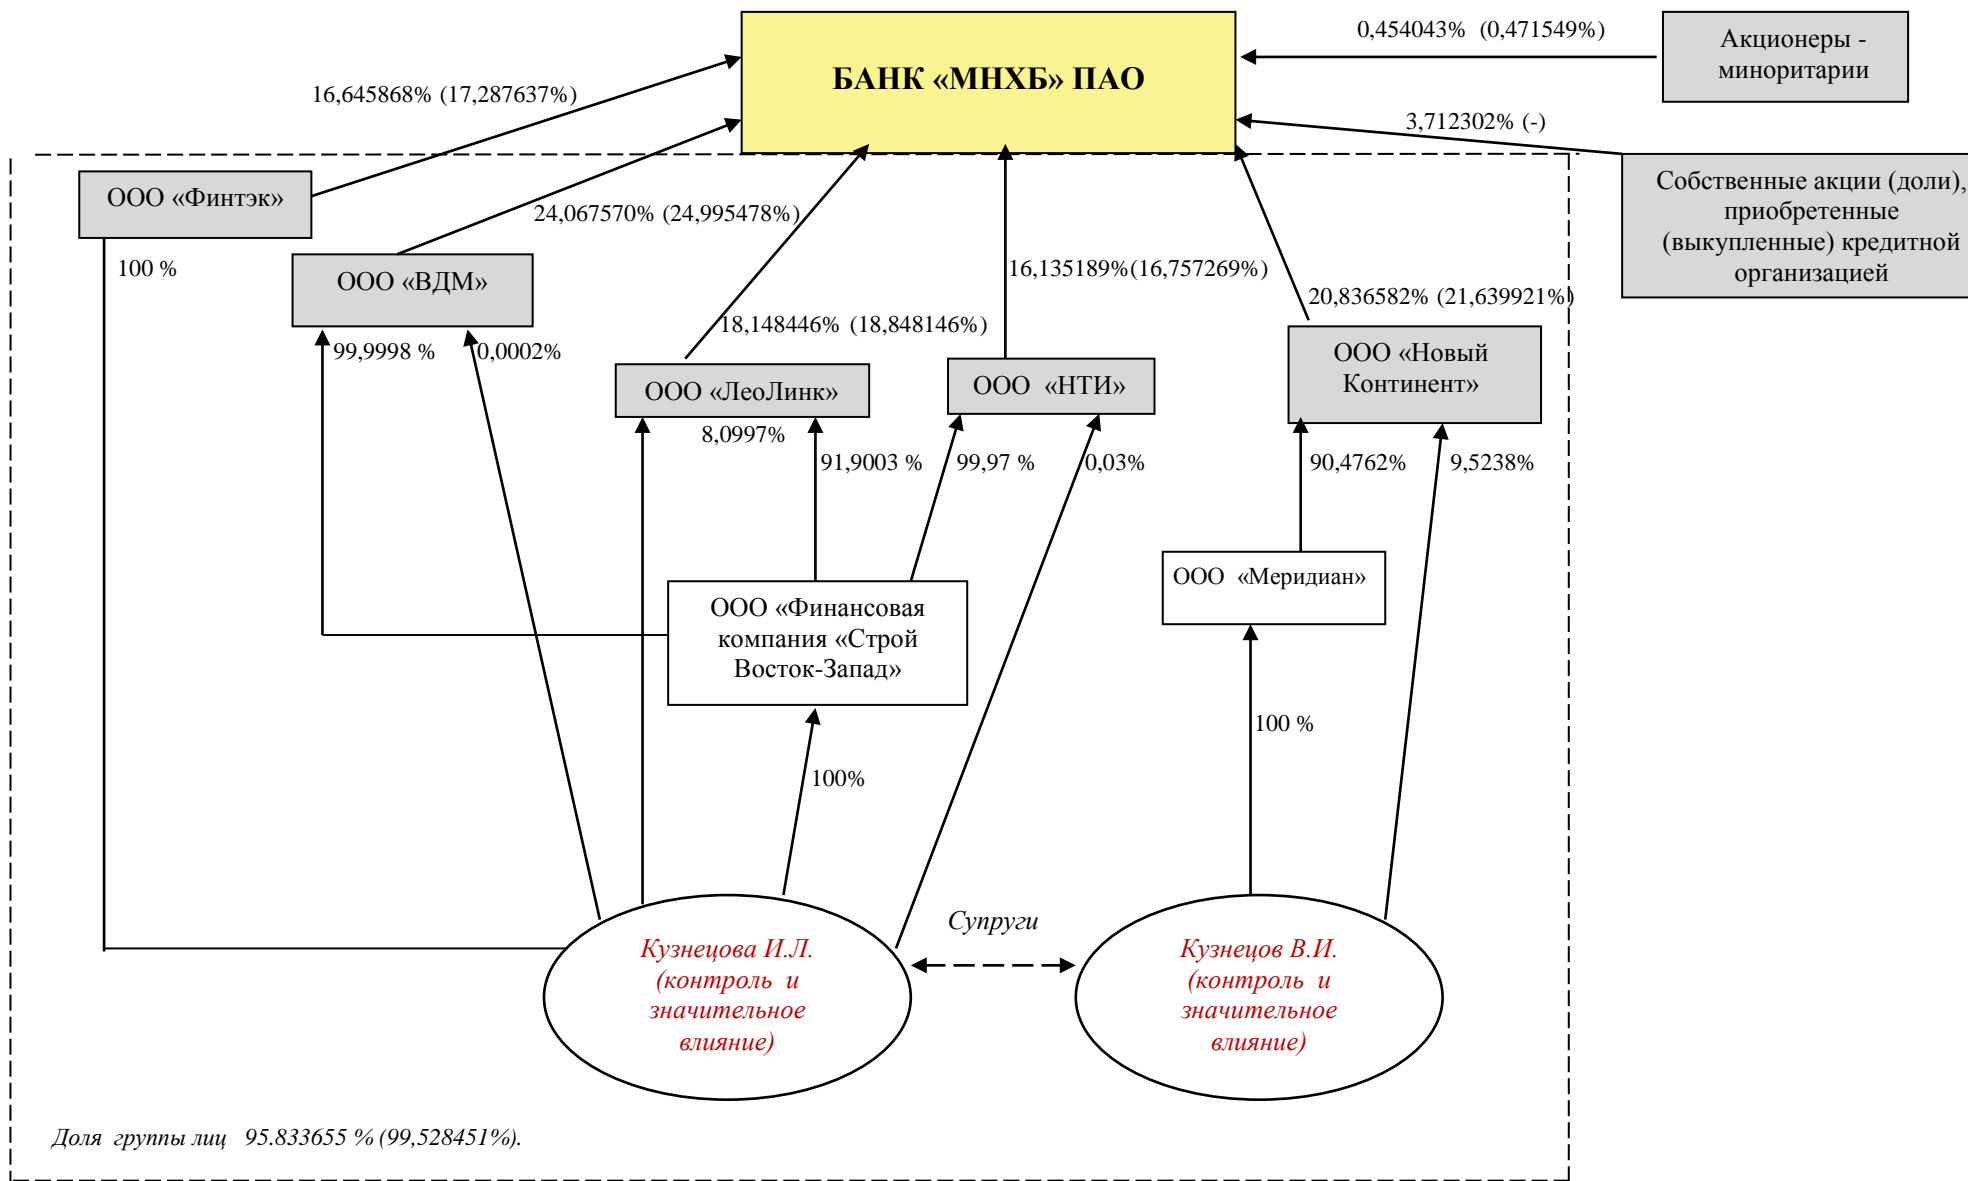 БАНК «МНХБ» ПАО
0,454043% (0,471549%)
Акционеры -
миноритарии
16,645868% (17,287637%)
3,712302% (-)
ООО «Финтэк»
Собственные акции (доли),
приобретенные
(выкупленные) кредитной
организацией
24,067570% (24,995478%)
100 %
ООО «ВДМ»
16,135189%(16,757269%)
20,836582% (21,639921%)
18,148446% (18,848146%)
99,9998 %
0,0002%
ООО «ЛеоЛинк»
ООО «НТИ»
ООО «Новый
Континент»
8,0997%
91,9003 %
99,97 %
0,03%
90,4762%
9,5238%
ООО «Финансовая
компания «Строй
Восток-Запад»
ООО «Меридиан»
100 %
100%
Супруги
Кузнецова И.Л.
(контроль и
значительное
влияние)
Кузнецов В.И.
(контроль и
значительное
влияние)
Доля группы лиц 95.833655 % (99,528451%).